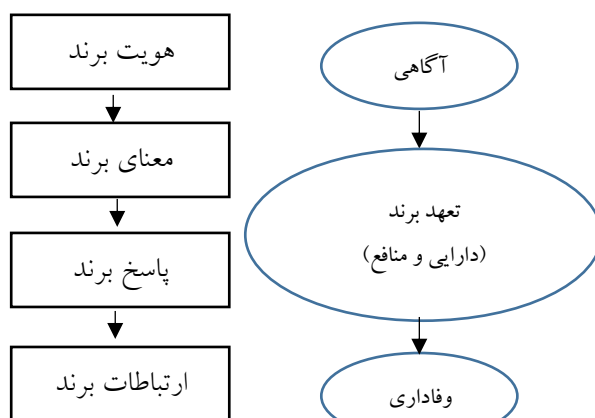 هویت برند
معنای برند
پاسخ برند
ارتباطات برند
آگاهی
تعهد برند
(دارایی و منافع)
وفاداری